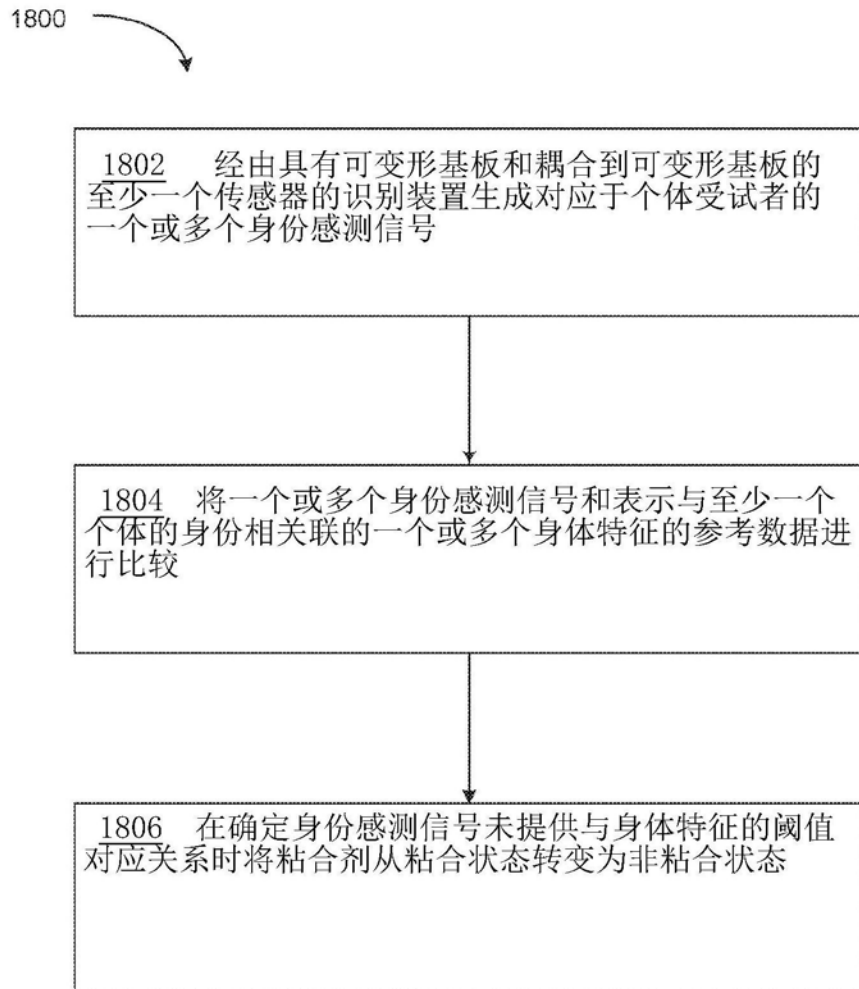 1800
1802 经由具有可变形基板和耦合到可变形基板的
至少一个传感器的识别装置生成对应于个体受试者的
一个或多个身份感测信号
1804 将一个或多个身份感测信号和表示与至少一个
个体的身份相关联的一个或多个身体特征的参考数据进
行比较
1806 在确定身份感测信号未提供与身体特征的阈值
对应关系时将粘合剂从粘合状态转变为非粘合状态